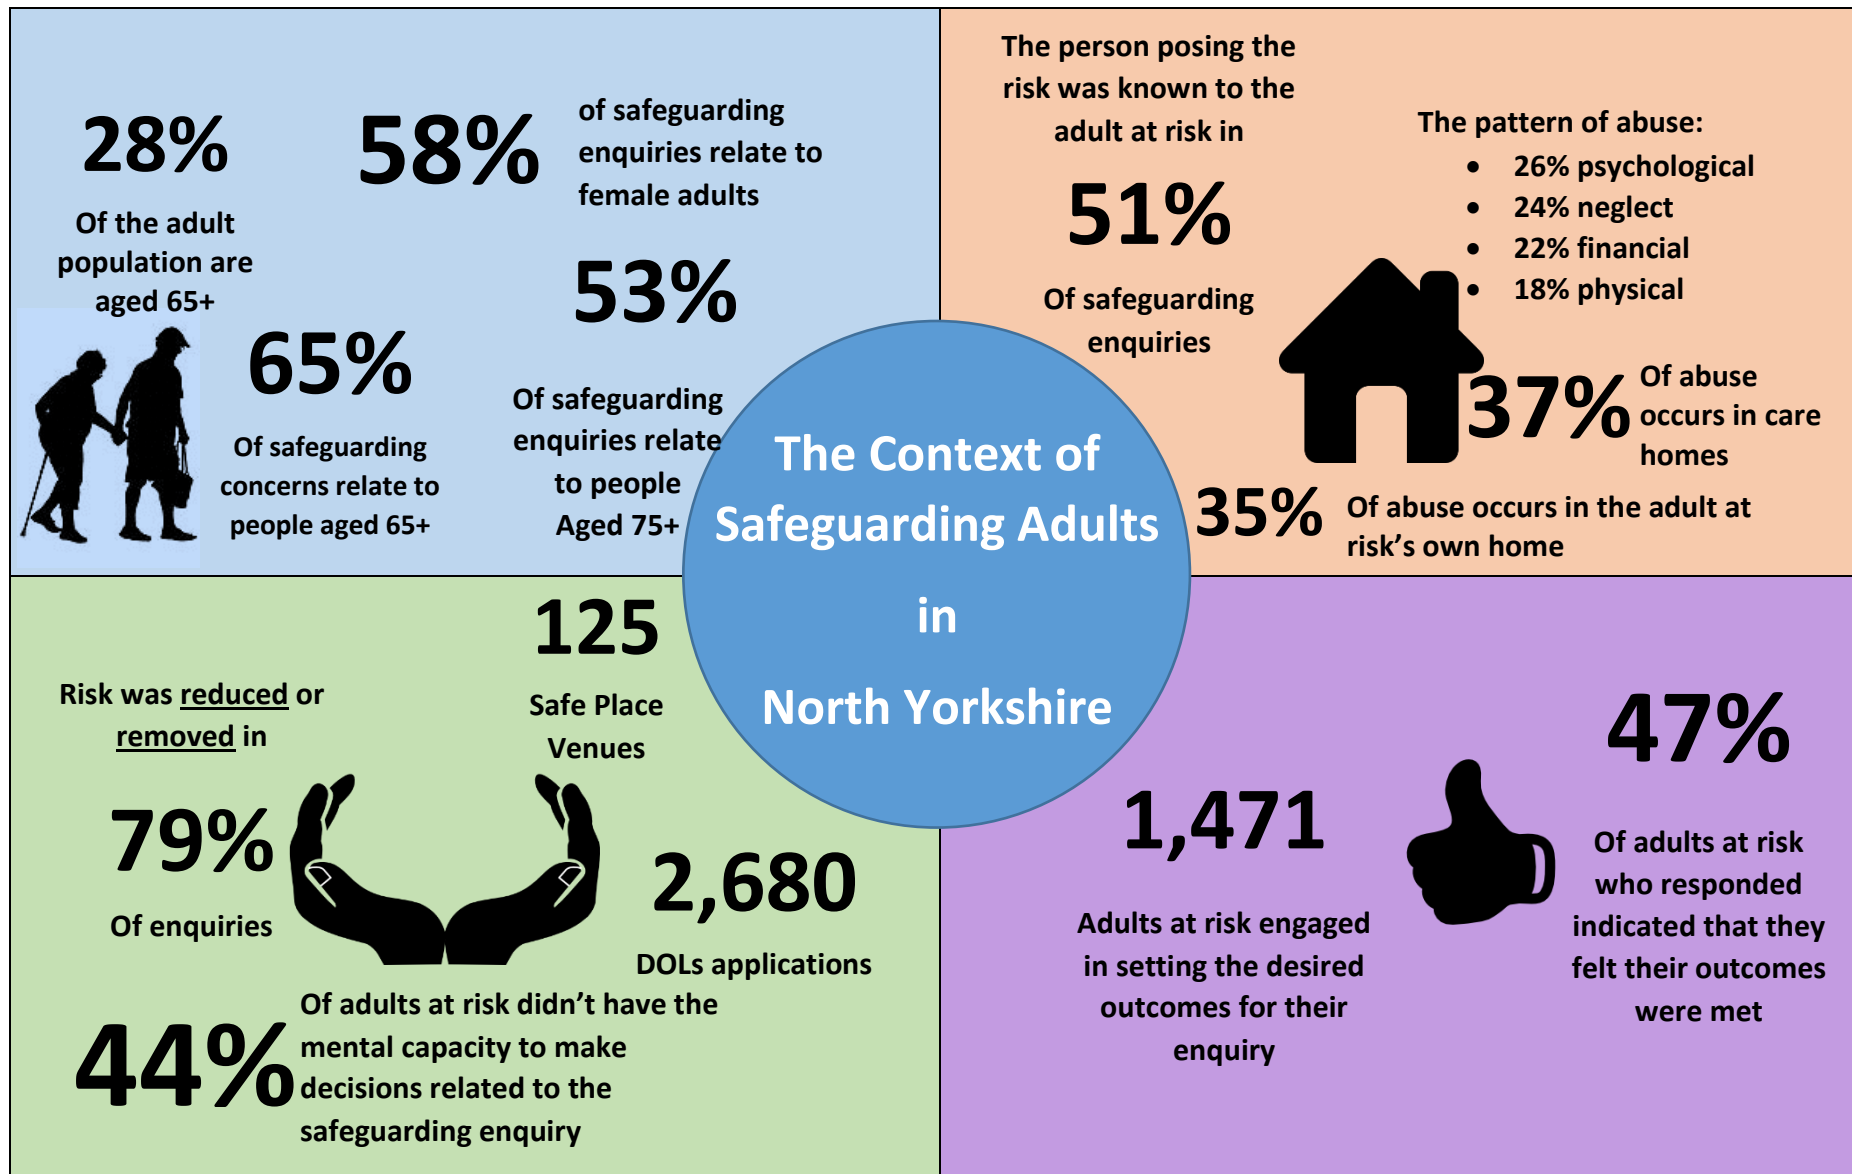 28%
Of the adult
population are
aged 65+
58%
of safeguarding
enquiries relate to
female adults
65%
Of safeguarding
concerns relate to
people aged 65+
53%
Of safeguarding
enquiries relate
to people
Aged 75+
The person posing the
risk was known to the
adult at risk in
51%
Of safeguarding
enquiries
The pattern of abuse:
• 26% psychological
• 24% neglect
• 22% financial
• 18% physical
37%
Of abuse
occurs in care
homes
35%
Of abuse occurs in the adult at
risk’s own home
The Context of
Safeguarding Adults
in
North Yorkshire
Risk was reduced or
removed in
79%
Of enquiries
125
Safe Place
Venues
2,680
DOLs applications
44%
Of adults at risk didn’t have the
mental capacity to make
decisions related to the
safeguarding enquiry
1,471
Adults at risk engaged
in setting the desired
outcomes for their
enquiry
47%
Of adults at risk
who responded
indicated that they
felt their outcomes
were met